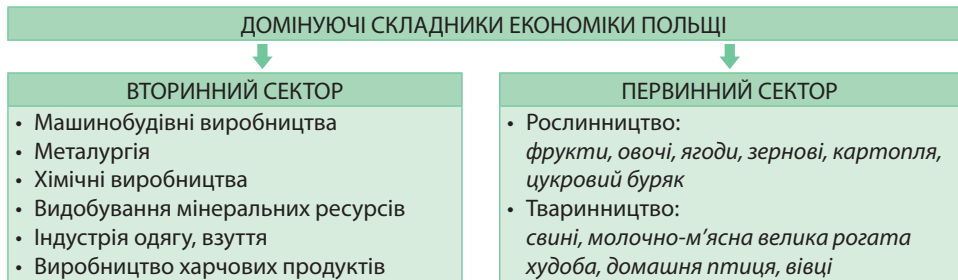 ДОМІНУЮЧІ СКЛАДНИКИ ЕКОНОМІКИ ПОЛЬЩІ
ВТОРИННИЙ СЕКТОР
• Машинобудівні виробництва
• Металургія
• Хімічні виробництва
• Видобування мінеральних ресурсів
• Індустрія одягу, взуття
• Виробництво харчових продуктів
ПЕРВИННИЙ СЕКТОР
• Рослинництво:
фрукти, овочі, ягоди, зернові, картопля,
цукровий буряк
• Тваринництво:
свині, молочно-м’ясна велика рогата
худоба, домашня птиця, вівці